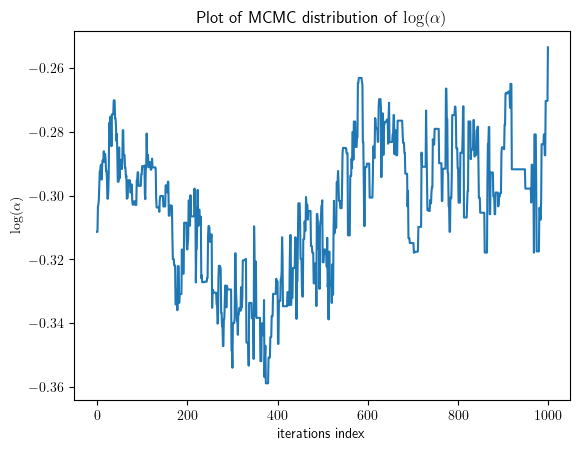 Plot of MCMC distribution of log(α)
log(α)
−0.26
−0.28
−0.30
−0.32
−0.34
−0.36
0 200 400 600 800 1000
iterations index